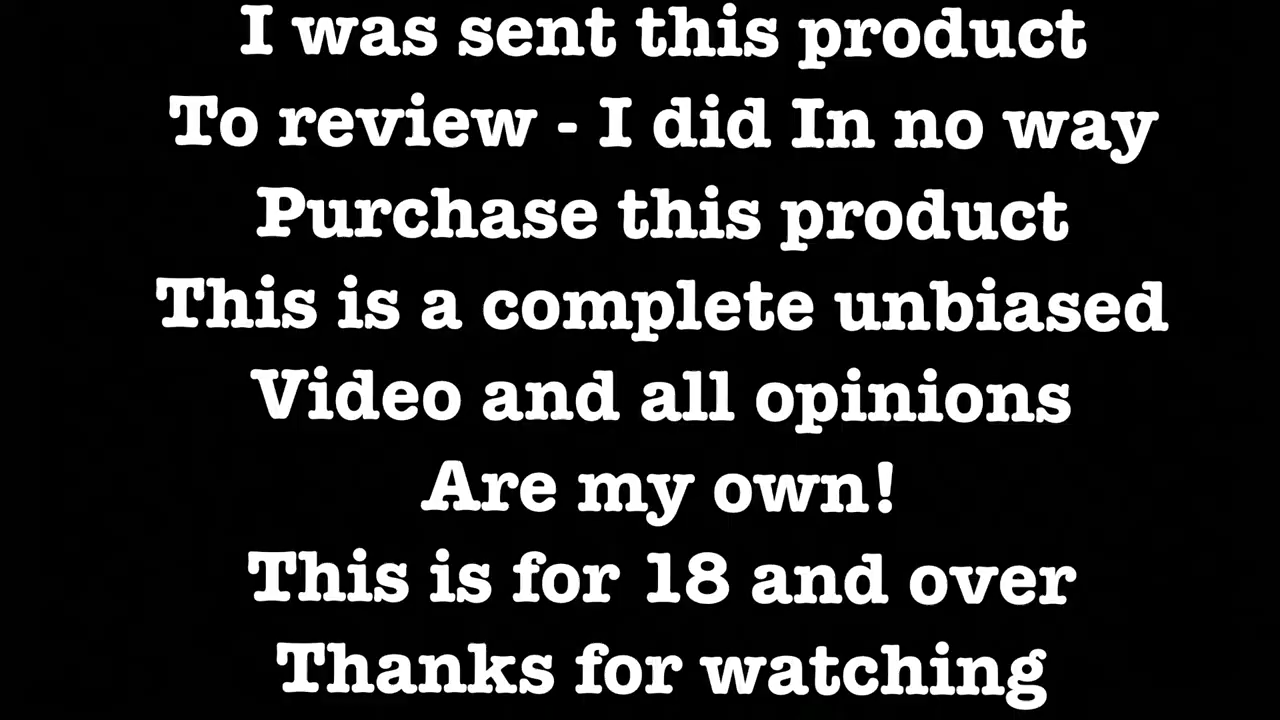 I was sent this product
To review - I did In no way
Purchase this product
This is a complete unbiased
Video and all opinions
Are my own!
This is for 18 and over
Thanks for watching